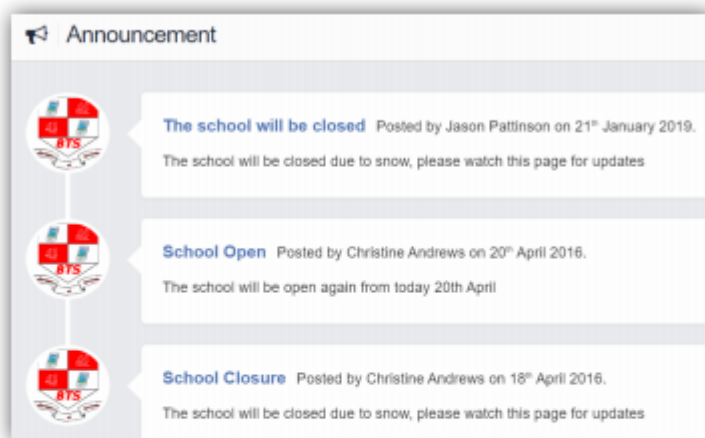 Announcement
The school will be closed Posted by Jason Pattinson on 21st January 2019.
The school will be closed due to snow, please watch this page for updates
BTS
School Open Posted by Christine Andrews on 20th April 2016.
The school will be open again from today 20th April
BTS
School Closure Posted by Christine Andrews on 18th April 2016.
The school will be closed due to snow, please watch this page for updates
BTS